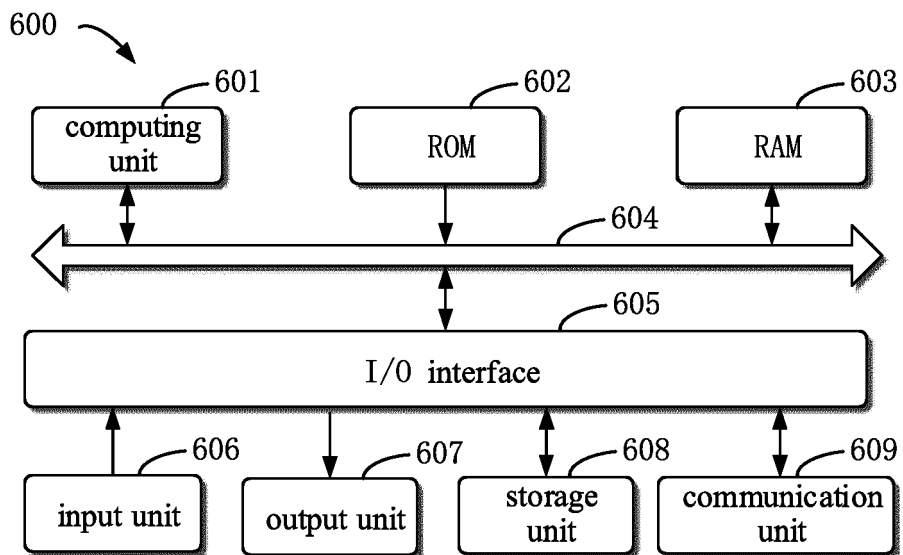 600
601
602
603
computing
unit
ROM
RAM
604
605
I/O interface
606
607
608
609
input unit
output unit
storage
unit
communication
unit